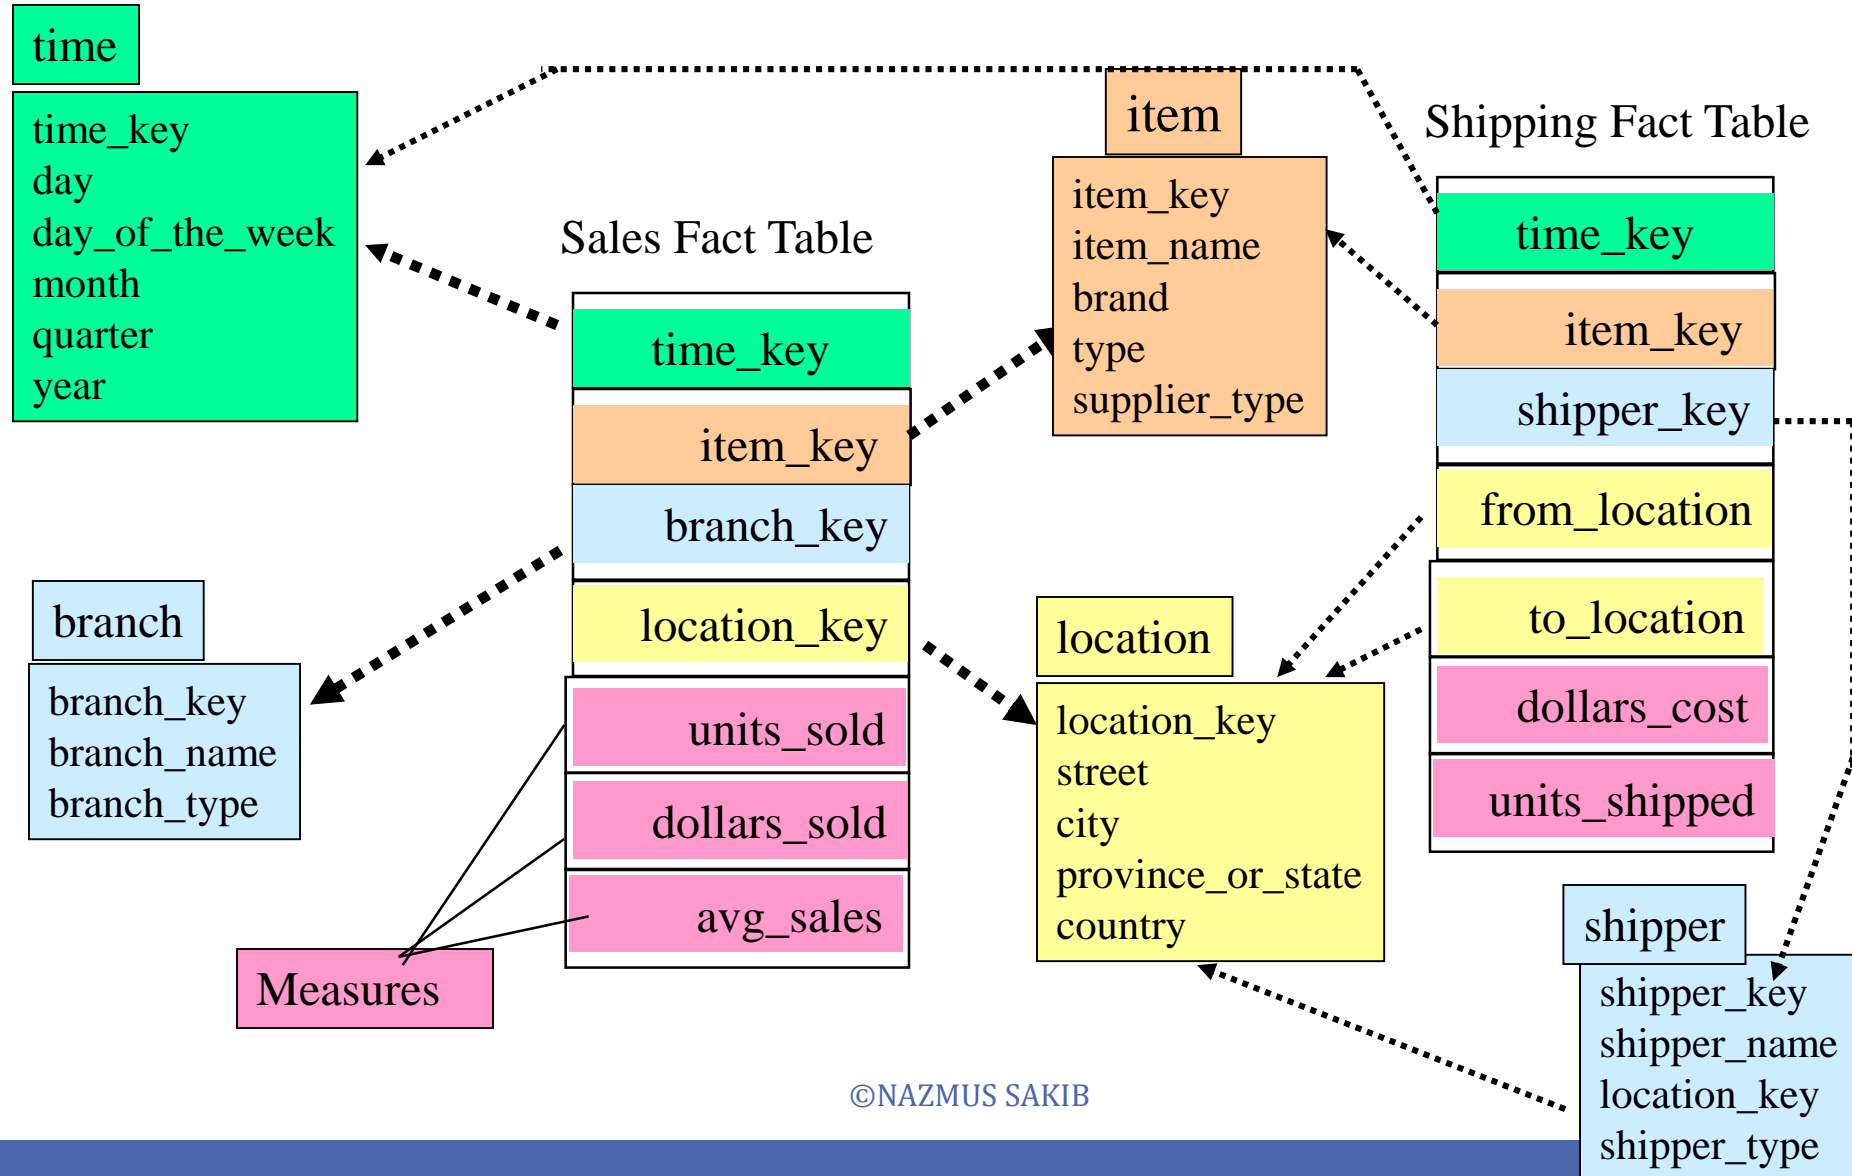 time
time_key
day
day_of_the_week
month
quarter
year
Sales Fact Table
time_key
item_key
branch_key
location_key
units_sold
dollars_sold
avg_sales
Measures
branch
branch_key
branch_name
branch_type
item
item_key
item_name
brand
type
supplier_type
location
location_key
street
city
province_or_state
country
Shipping Fact Table
time_key
item_key
shipper_key
from_location
to_location
dollars_cost
units_shipped
shipper
shipper_key
shipper_name
location_key
shipper_type
©NAZMUS SAKIB